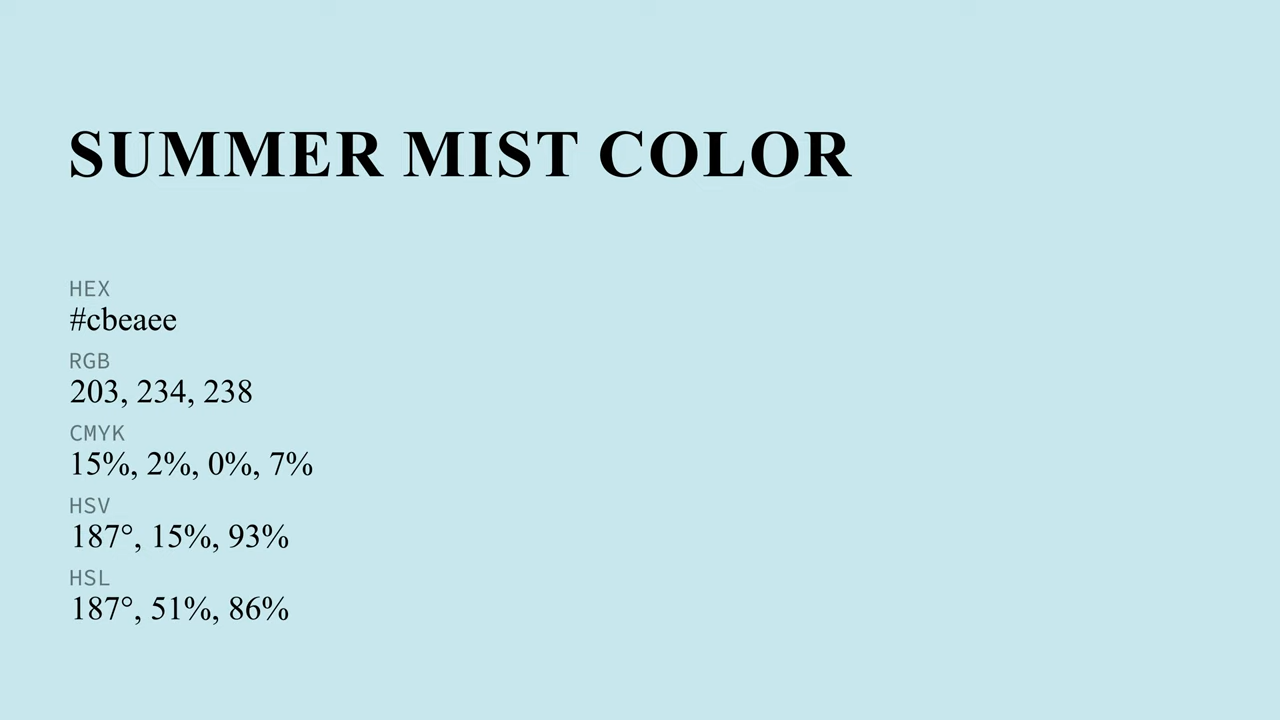 SUMMER MIST COLOR
HEX
#cbeaee
RGB
203, 234, 238
CMYK
15%, 2%, 0%, 7%
HSV
187°, 15%, 93%
HSL
187°, 51%, 86%